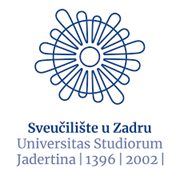 Sveučilište u Zadru
Universitas Studiorum
Jadertina | 1396 | 2002 |